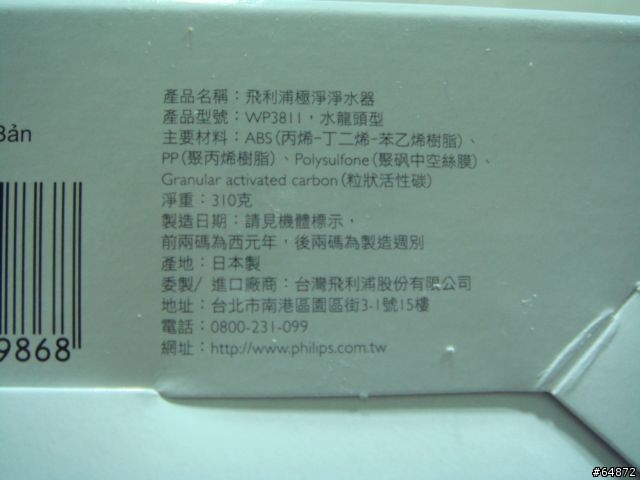 產品名稱：飛利浦極淨淨水器
產品型號：WP3811，水龍頭型
主要材料：ABS(丙烯-丁二烯-苯乙烯樹脂)、
PP(聚丙烯樹脂)、Polysulfone(聚砜中空絲膜)、
Granular activated carbon(粒狀活性碳)
淨重：310克
製造日期：請見機體標示，
前兩碼為西元年，後兩碼為製造週別
產地：日本製
委製/ 進口廠商：台灣飛利浦股份有限公司
地址：台北市南港區園區街3-1號15樓
電話：0800-231-099
網址：http://www.philips.com.tw
Bản
9868
#64872